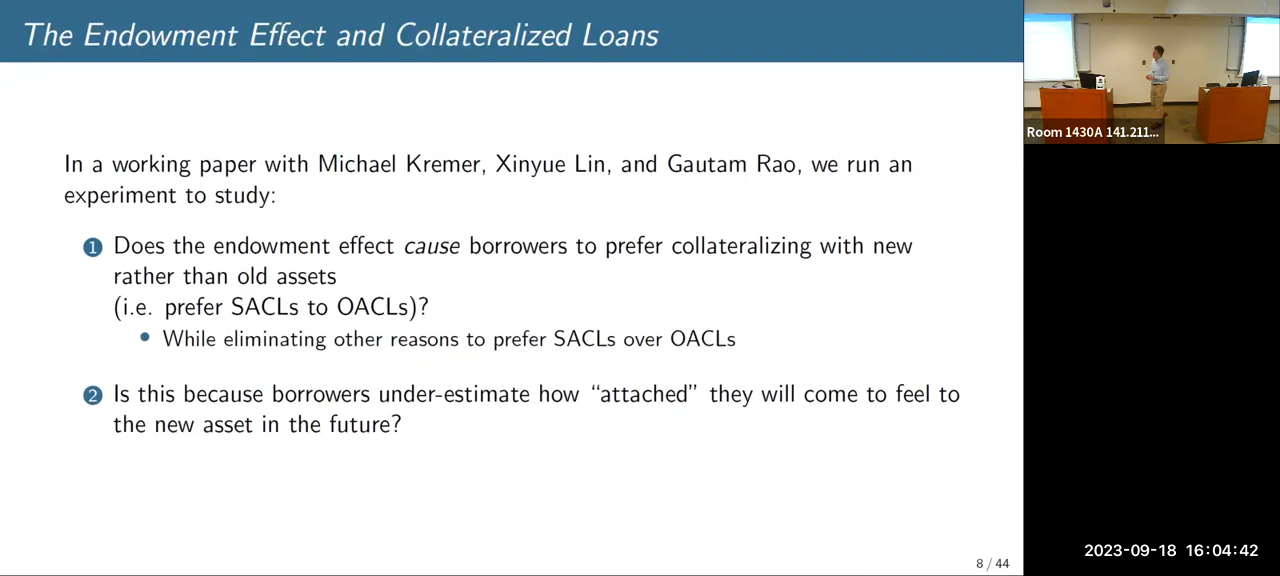 The Endowment Effect and Collateralized Loans
In a working paper with Michael Kremer, Xinyue Lin, and Gautam Rao, we run an
experiment to study:
1 Does the endowment effect cause borrowers to prefer collateralizing with new
rather than old assets
(i.e. prefer SACLs to OACLs)?
• While eliminating other reasons to prefer SACLs over OACLs
2 Is this because borrowers under-estimate how “attached” they will come to feel to
the new asset in the future?
8 / 44
Room 1430A 141.211...
2023-09-18 16:04:42